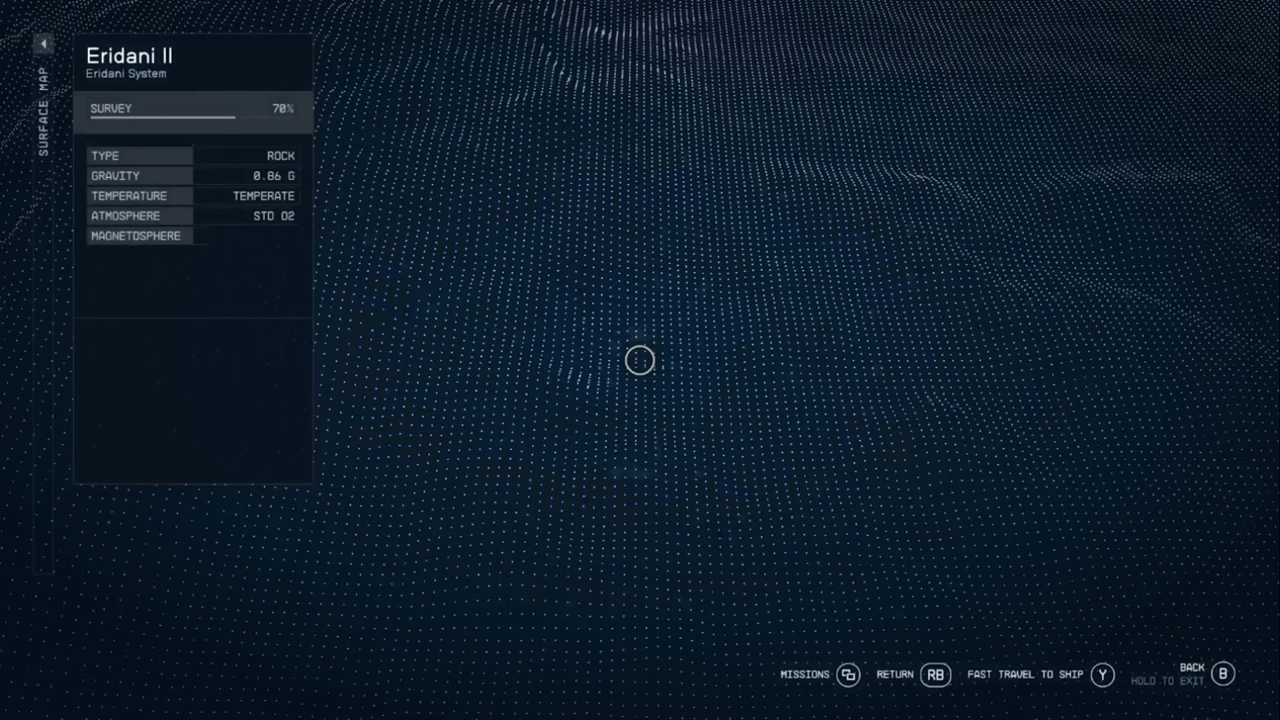 Eridani II
Eridani System
SURVEY 70%
TYPE ROCK
GRAVITY 0.86 G
TEMPERATURE TEMPERATE
ATMOSPHERE STD O2
MAGNETOSPHERE
SURFACE MAP
MISSIONS RETURN RB FAST TRAVEL TO SHIP Y BACK B
HOLD TO EXIT